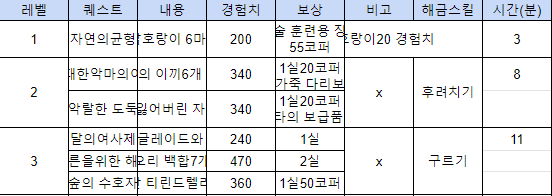 레벨 퀘스트 내용 경험치 보상 비고 해금스킬 시간(분)
1 자연의균형 호랑이 6마 200 술 훈련용 장 호랑이20 경험치 3
55코퍼
2 대한악마의이 의 이끼6개 340 1실20코퍼 x 후려치기 8
가죽 다리보
악랄한 도둑 잃어버린 자 340 1실20코퍼
타의 보급품
3 달의여사제 글레이드와 240 1실 x 구르기 11
른을위한 해 오리 백합7개 470 2실
숲의 수호자 티린드렐리 360 1실50코퍼